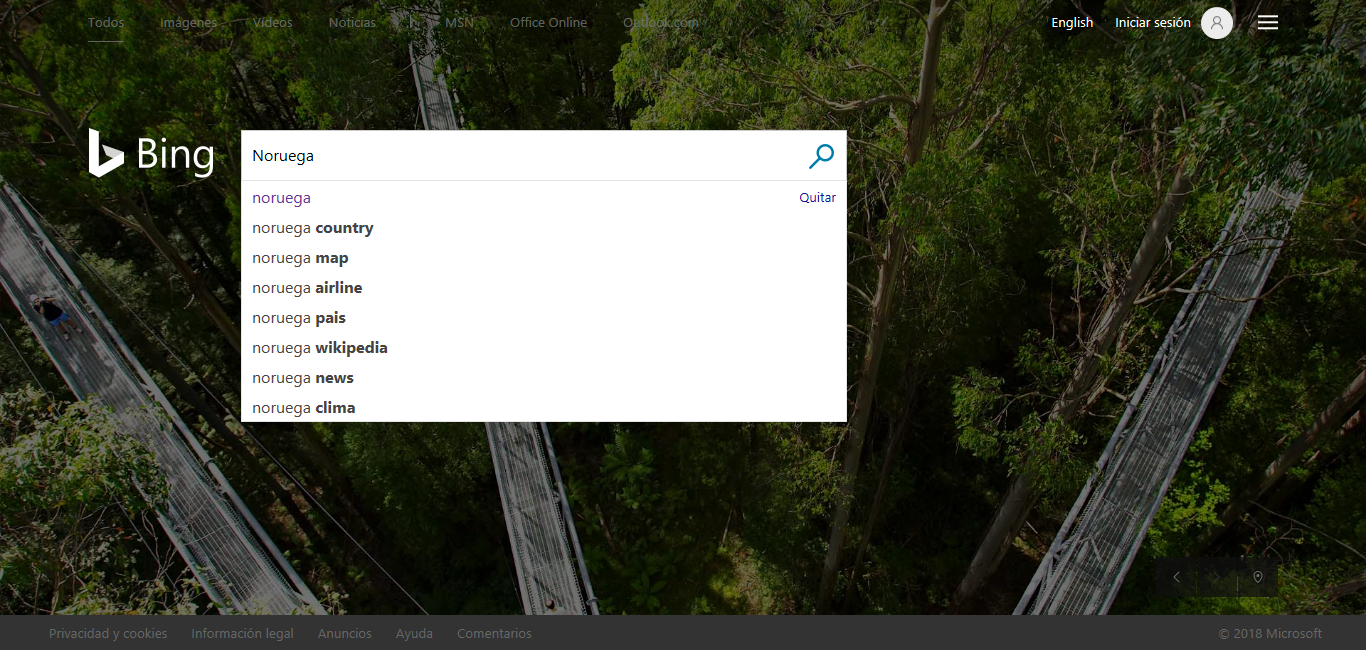 Todos Imágenes Vídeos Noticias MSN Office Online Outlook.com English Iniciar sesión
Bing
Noruega
noruega Quitar
noruega country
noruega map
noruega airline
noruega pais
noruega wikipedia
noruega news
noruega clima
Privacidad y cookies Información legal Anuncios Ayuda Comentarios © 2018 Microsoft